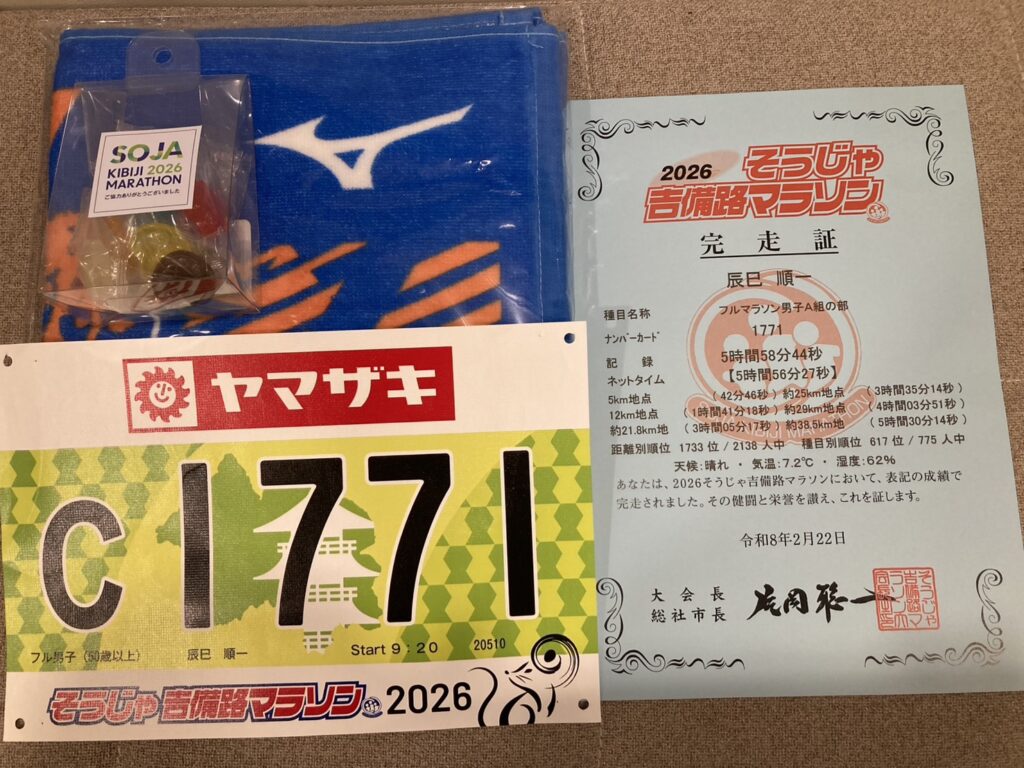 SOJA
KIBIJI 2026
MARATHON
ご協力ありがとうございました
2026
そうじゃ
吉備路マラソン
完走証
辰巳 順一
種目名称 フルマラソン男子A組の部
ナンバーカード 1771
記録 5時間58分44秒
ネットタイム 【5時間56分27秒】
5km地点 (42分46秒) 約25km地点 (3時間35分14秒)
12km地点 (1時間41分18秒) 約29km地点 (4時間03分51秒)
約21.8km地 (3時間05分17秒) 約38.5km地 (5時間30分14秒)
距離別順位 1733 位 / 2138 人中 種目別順位 617 位 / 775 人中
天候:晴れ ・ 気温:7.2℃ ・ 湿度:62%
あなたは、2026そうじゃ吉備路マラソンにおいて、表記の成績で
完走されました。その健闘と栄誉を讃え、これを証します。
令和8年2月22日
大会長
総社市長 片岡聡一
ヤマザキ
C1771
フル男子 (50歳以上) 辰巳 順一 Start 9:20 20510
そうじゃ 吉備路マラソン 2026